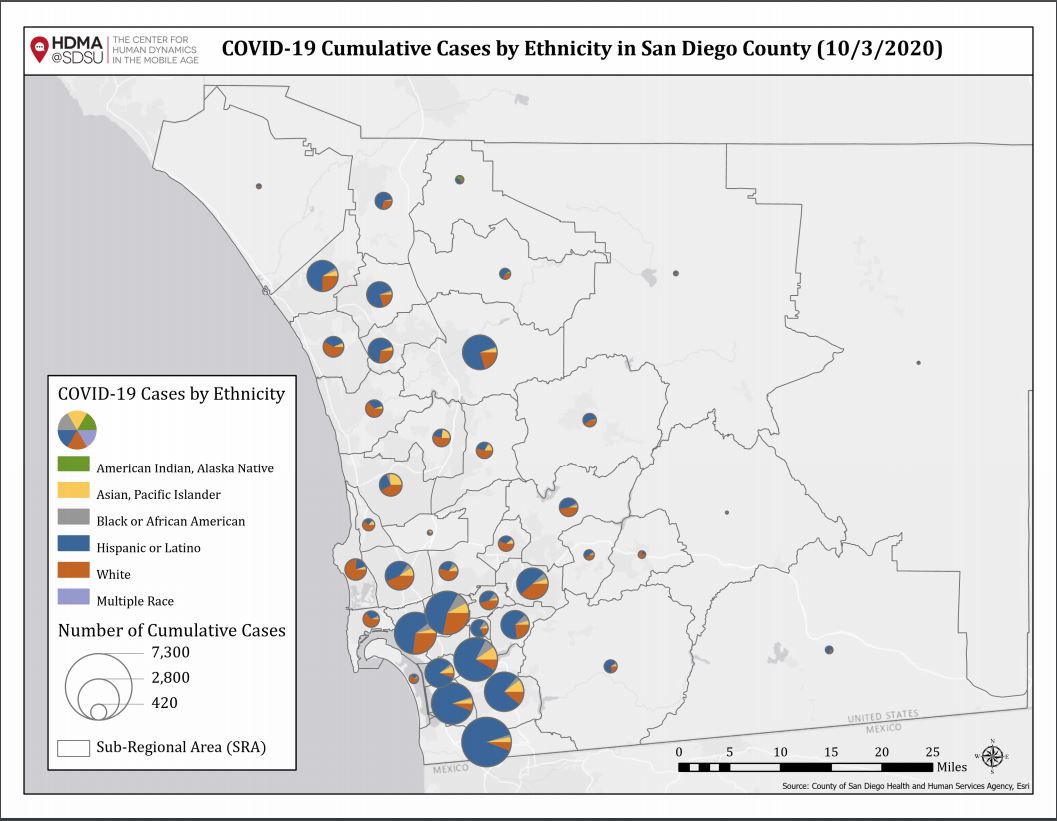 HDMA
@SDSU
THE CENTER FOR
HUMAN DYNAMICS
IN THE MOBILE AGE
COVID-19 Cumulative Cases by Ethnicity in San Diego County (10/3/2020)
COVID-19 Cases by Ethnicity
American Indian, Alaska Native
Asian, Pacific Islander
Black or African American
Hispanic or Latino
White
Multiple Race
Number of Cumulative Cases
7,300
2,800
420
Sub-Regional Area (SRA)
UNITED STATES
MEXICO
MEXICO
0 5 10 15 20 25
Miles
N
W E
S
Source: County of San Diego Health and Human Services Agency, Esri